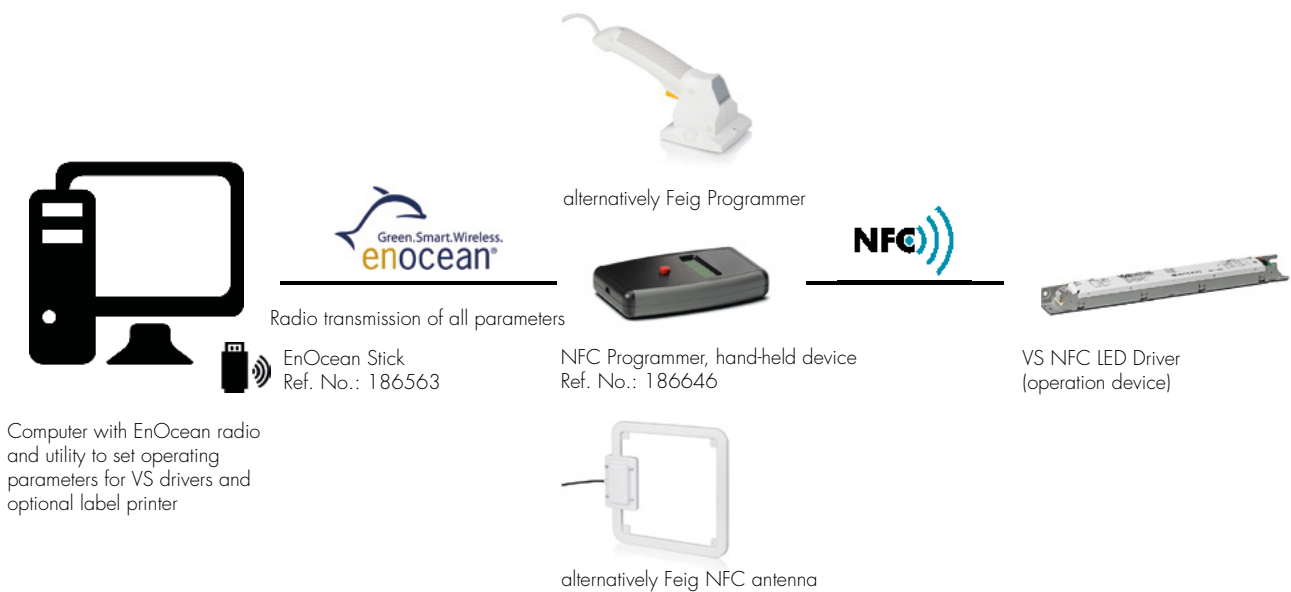 alternatively Feig Programmer
Green.Smart.Wireless.
enocean®
NFC
Radio transmission of all parameters
EnOcean Stick
Ref. No.: 186563
NFC Programmer, hand-held device
Ref. No.: 186646
VS NFC LED Driver
(operation device)
Computer with EnOcean radio
and utility to set operating
parameters for VS drivers and
optional label printer
alternatively Feig NFC antenna